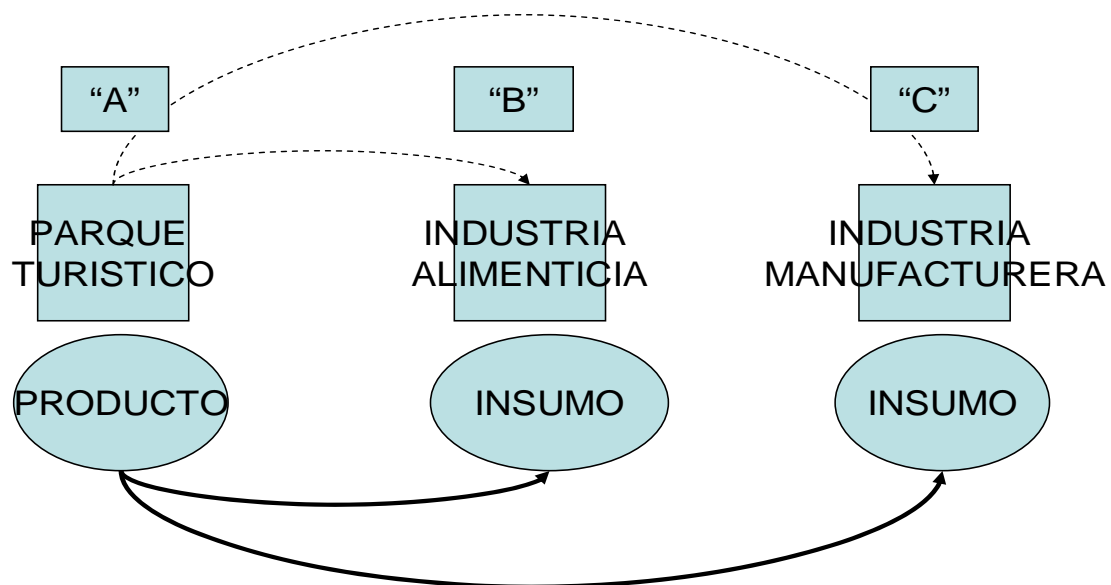 “A”
“B”
“C”
PARQUE
TURISTICO
INDUSTRIA
ALIMENTICIA
INDUSTRIA
MANUFACTURERA
PRODUCTO
INSUMO
INSUMO